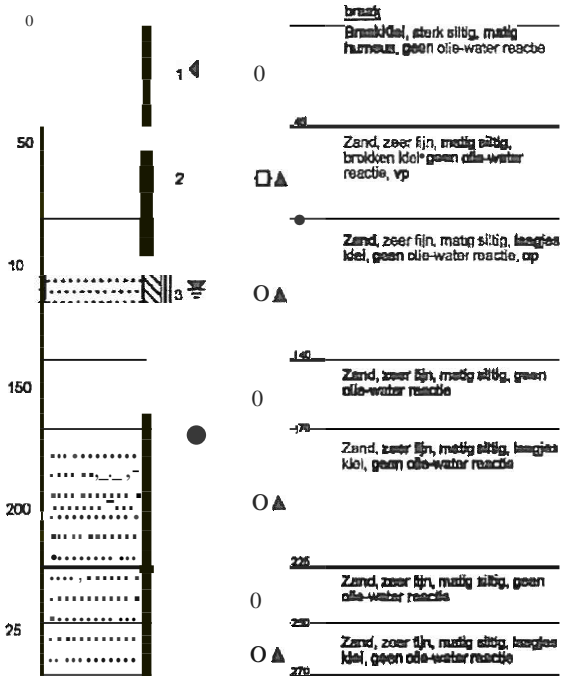 0
braak
Braakklei, sterk siltig, matig
humeus, geen olie-water reactie
1
0
40
50
Zand, zeer fijn, matig siltig,
brokken klei, geen olie-water
reactie, vp
2
Zand, zeer fijn, matig siltig, laagjes
klei, geen olie-water reactie, op
10
3
O
140
Zand, zeer fijn, matig siltig, geen
olie-water reactie
150
0
170
Zand, zeer fijn, matig siltig, laagjes
klei, geen olie-water reactie
200
O
225
Zand, zeer fijn, matig siltig, geen
olie-water reactie
0
250
25
Zand, zeer fijn, matig siltig, laagjes
klei, geen olie-water reactie
O
270